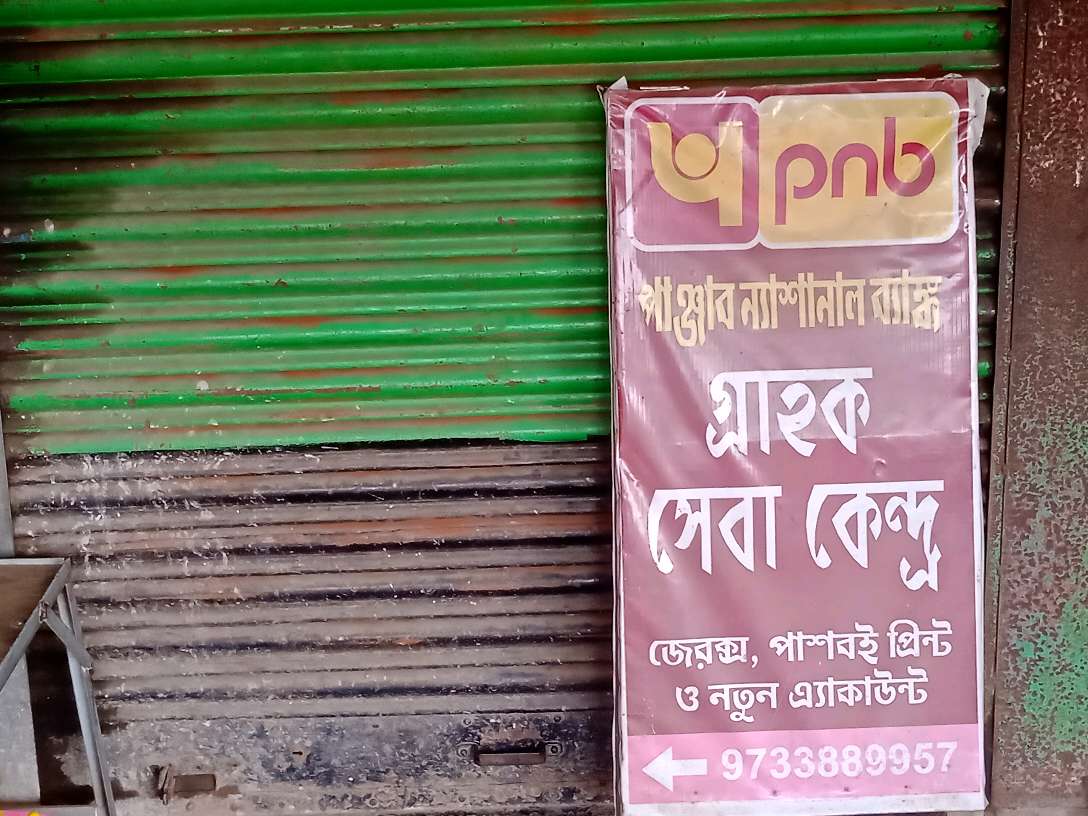 pnb
পাঞ্জাব ন্যাশানাল ব্যাঙ্ক
গ্রাহক
সেবা কেন্দ্র
জেরক্স, পাশবই প্রিন্ট
ও নতুন এ্যাকাউন্ট
9733889957